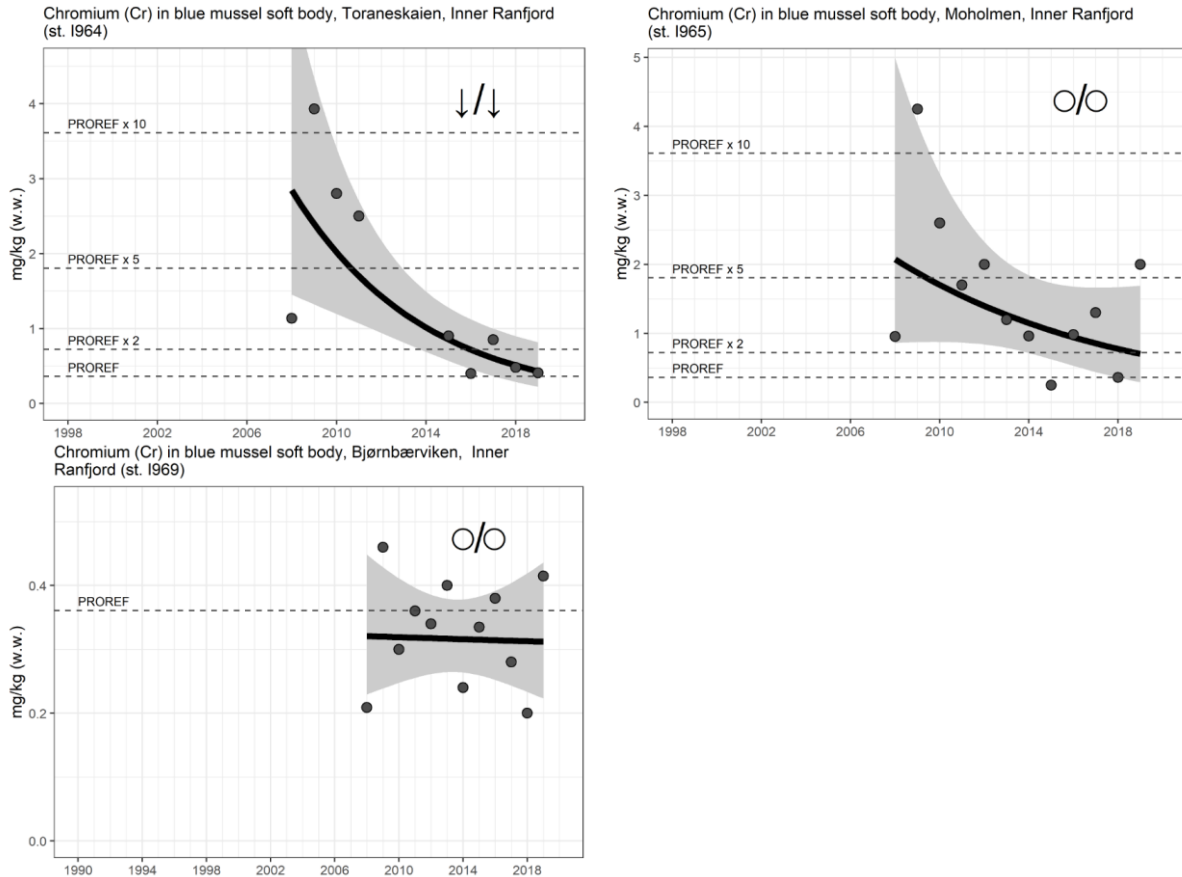 Chromium (Cr) in blue mussel soft body, Toraneskaien, Inner Ranfjord
(st. I964)
mg/kg (w.w.)
4
3
2
1
0
PROREF x 10
PROREF x 5
PROREF x 2
PROREF
↓/↓
1998 2002 2006 2010 2014 2018
Chromium (Cr) in blue mussel soft body, Moholmen, Inner Ranfjord
(st. I965)
mg/kg (w.w.)
5
4
3
2
1
0
PROREF x 10
PROREF x 5
PROREF x 2
PROREF
○/○
1998 2002 2006 2010 2014 2018
Chromium (Cr) in blue mussel soft body, Bjørnbærviken, Inner
Ranfjord (st. I969)
mg/kg (w.w.)
0.4
0.2
0.0
PROREF
○/○
1990 1994 1998 2002 2006 2010 2014 2018